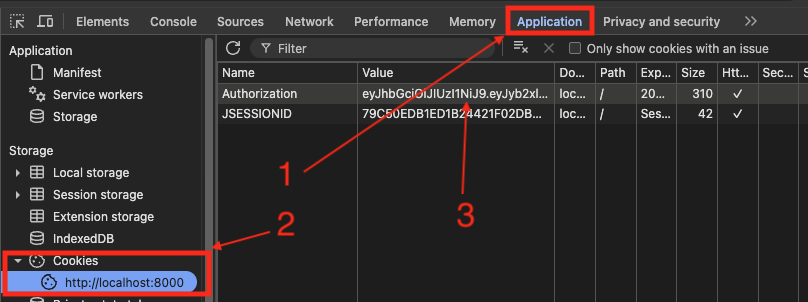 Elements Console Sources Network Performance Memory Application Privacy and security
Application
Manifest
Service workers
Storage
Storage
Local storage
Session storage
Extension storage
IndexedDB
Cookies
http://localhost:8000
Filter Only show cookies with an issue
Name Value Do... Path Exp... Size Htt... Sec... S
Authorization eyJhbGciOiJIUzI1NiJ9.eyJyb2xl... loc... / 20... 310 ✓
JSESSIONID 79C50EDB1ED1B24421F02DB... loc... / Ses... 42 ✓
1
2
3